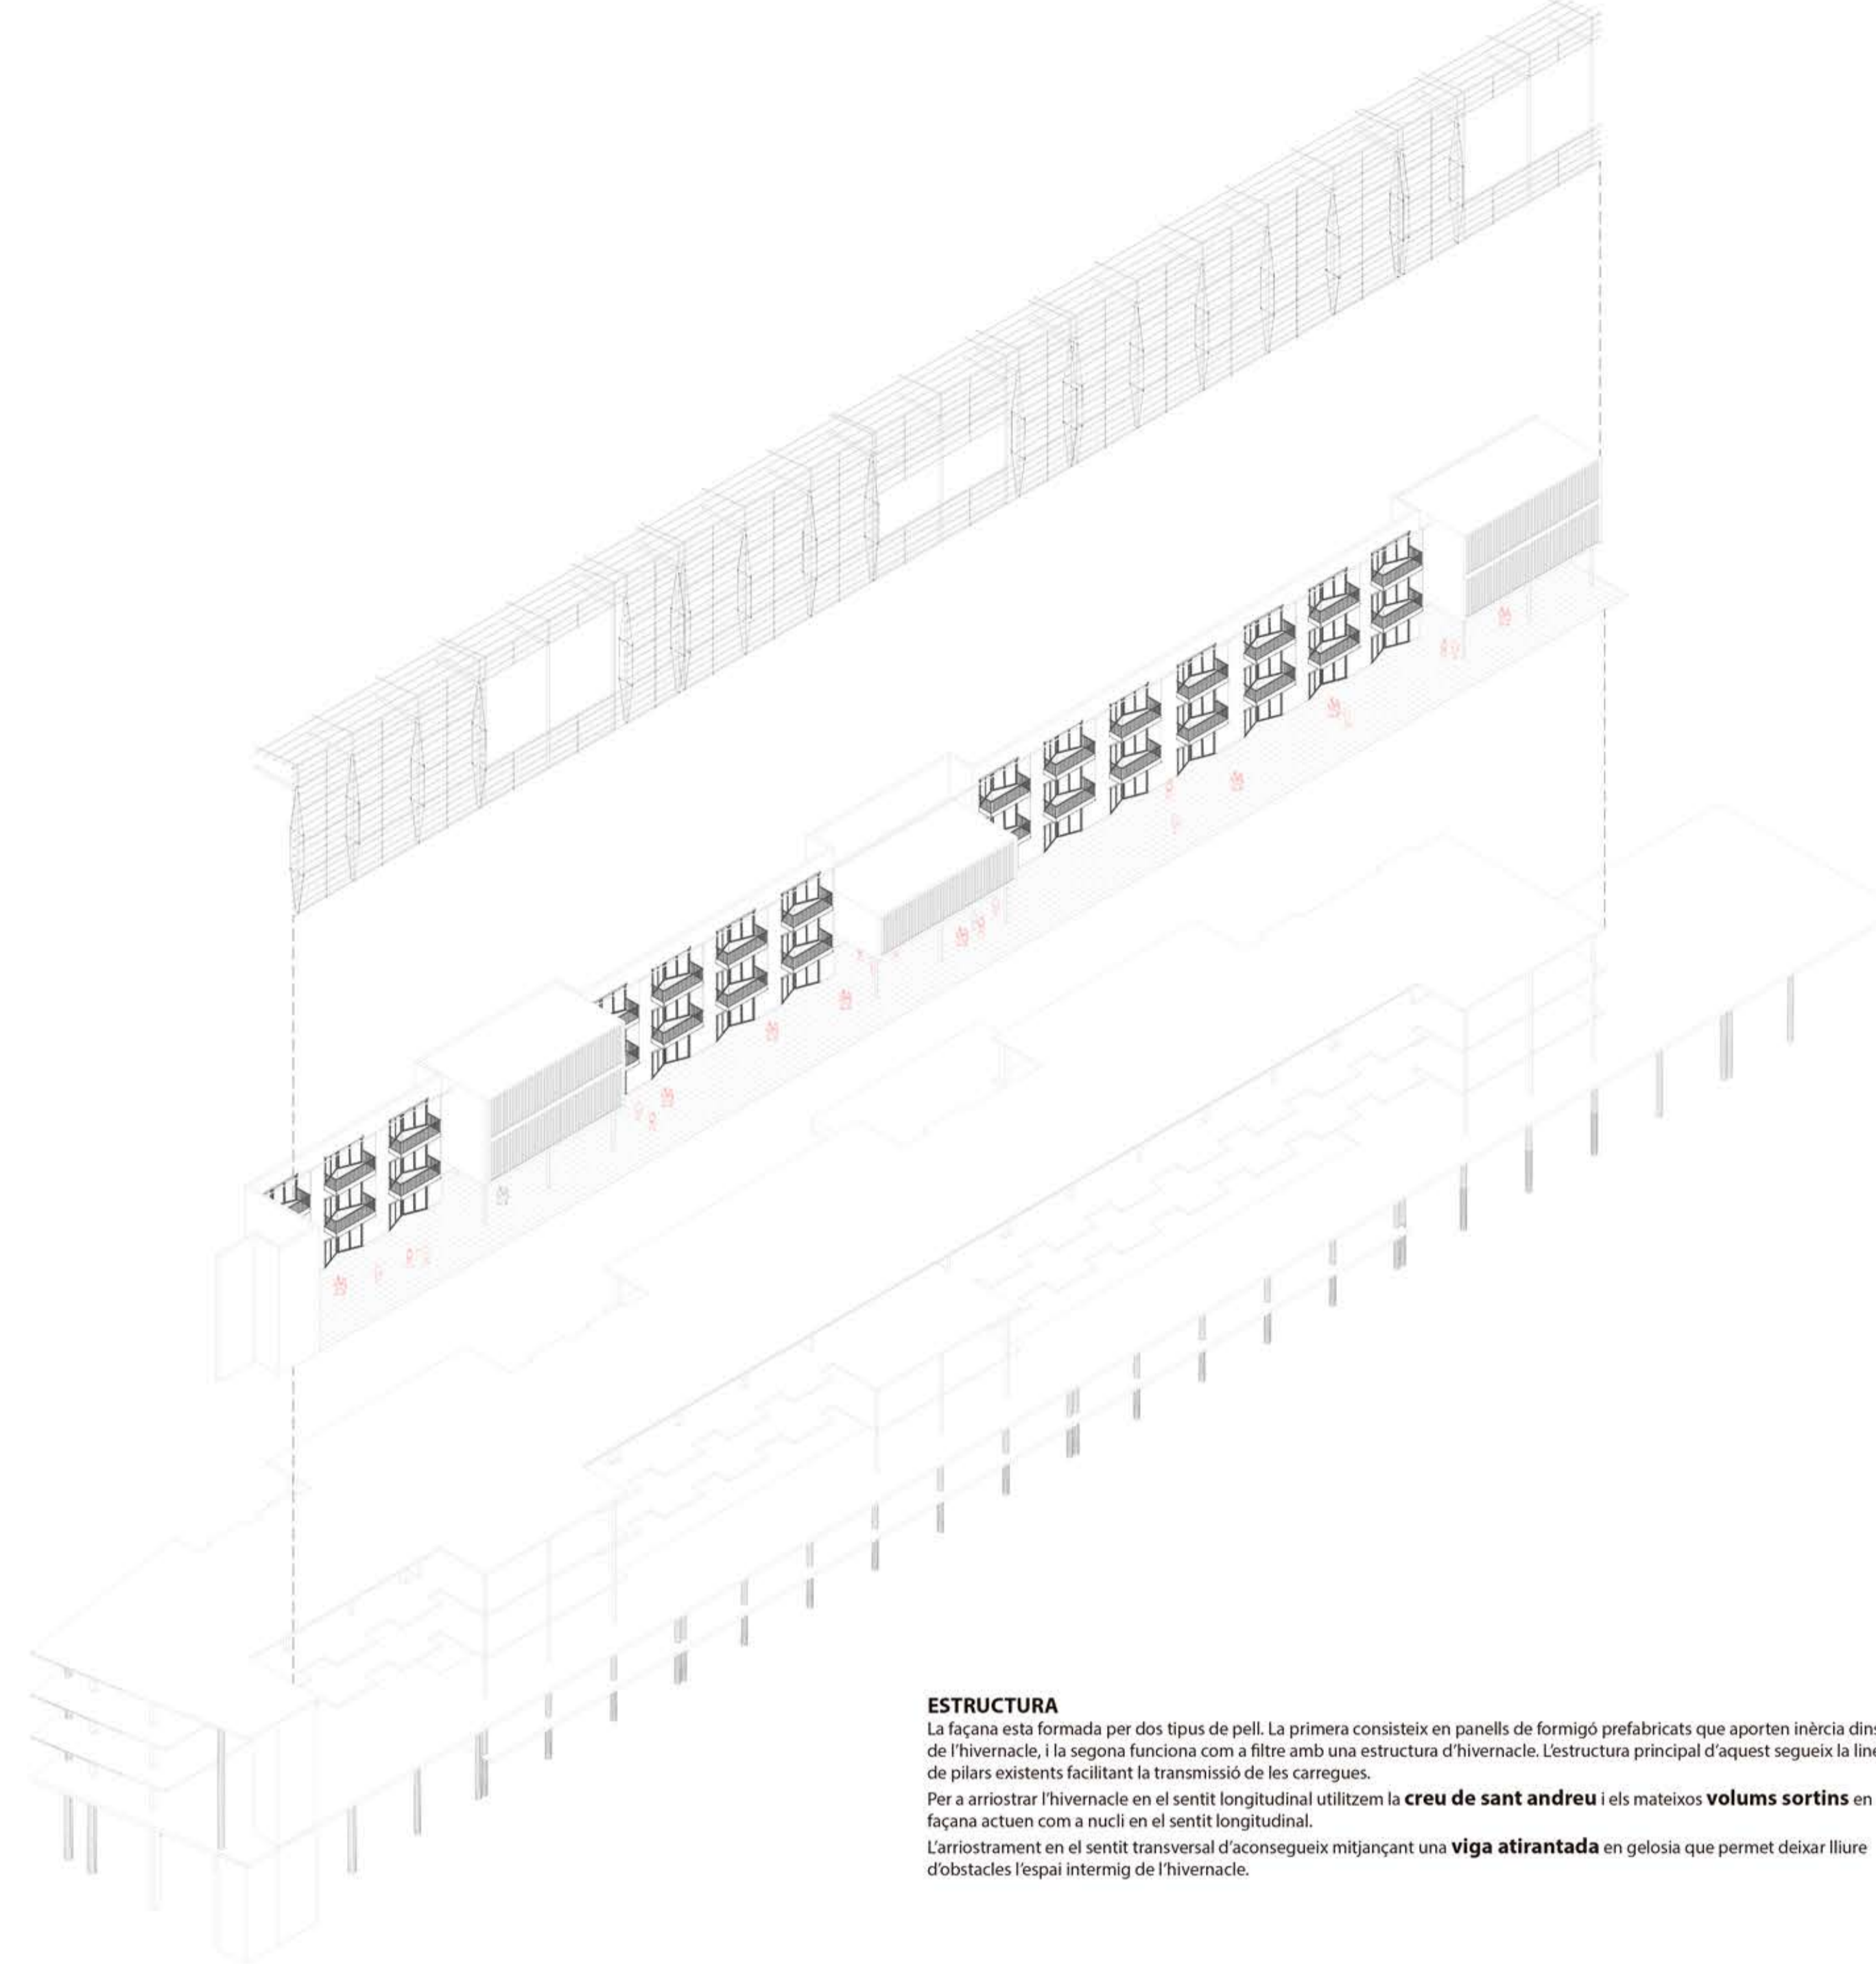 ESTRUCTURA
La façana esta formada per dos tipus de pell. La primera consisteix en panells de formigó prefabricats que aporten inèrcia dins
de l'hivernacle, i la segona funciona com a filtre amb una estructura d'hivernacle. L'estructura principal d'aquest segueix la
de pilars existents facilitant la transmissió de les carregues.
Per a arriostrar l'hivernacle en el sentit longitudinal utilitzem la creu de sant andreu i els mateixos volums sortins en
façana actuen com a nucli en el sentit longitudinal.
L'arriostrament en el sentit transversal d'aconsegueix mitjançant una viga atirantada en gelosia que permet deixar lliure
d'obstacles l'espai intermig de l'hivernacle.